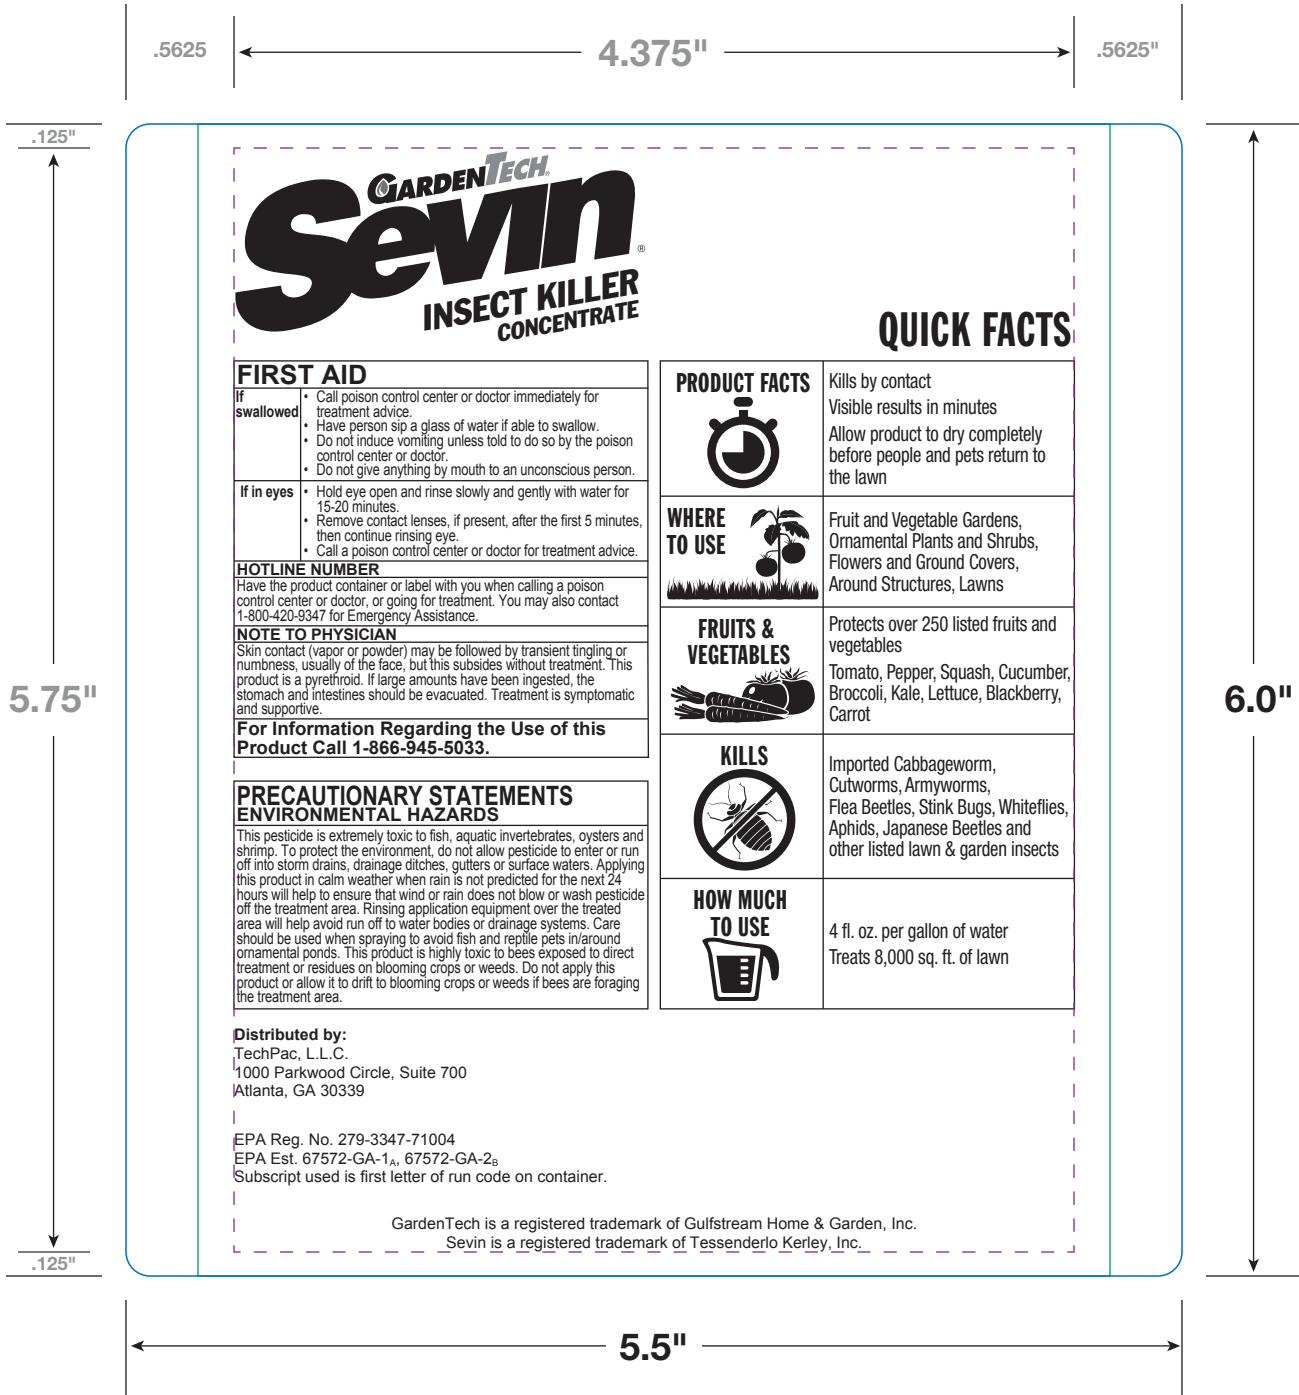 .5625
4.375"
.5625"
.125"
5.75"
.125"
6.0"
5.5"
GARDENTECH®
Sevin®
INSECT KILLER
CONCENTRATE
FIRST AID
If swallowed
• Call poison control center or doctor immediately for
treatment advice.
• Have person sip a glass of water if able to swallow.
• Do not induce vomiting unless told to do so by the poison
control center or doctor.
• Do not give anything by mouth to an unconscious person.
If in eyes
• Hold eye open and rinse slowly and gently with water for
15-20 minutes.
• Remove contact lenses, if present, after the first 5 minutes,
then continue rinsing eye.
• Call a poison control center or doctor for treatment advice.
HOTLINE NUMBER
Have the product container or label with you when calling a poison
control center or doctor, or going for treatment. You may also contact
1-800-420-9347 for Emergency Assistance.
NOTE TO PHYSICIAN
Skin contact (vapor or powder) may be followed by transient tingling or
numbness, usually of the face, but this subsides without treatment. This
product is a pyrethroid. If large amounts have been ingested, the
stomach and intestines should be evacuated. Treatment is symptomatic
and supportive.
For Information Regarding the Use of this
Product Call 1-866-945-5033.
PRECAUTIONARY STATEMENTS
ENVIRONMENTAL HAZARDS
This pesticide is extremely toxic to fish, aquatic invertebrates, oysters and
shrimp. To protect the environment, do not allow pesticide to enter or run
off into storm drains, drainage ditches, gutters or surface waters. Applying
this product in calm weather when rain is not predicted for the next 24
hours will help to ensure that wind or rain does not blow or wash pesticide
off the treatment area. Rinsing application equipment over the treated
area will help avoid run off to water bodies or drainage systems. Care
should be used when spraying to avoid fish and reptile pets in/around
ornamental ponds. This product is highly toxic to bees exposed to direct
treatment or residues on blooming crops or weeds. Do not apply this
product or allow it to drift to blooming crops or weeds if bees are foraging
the treatment area.
QUICK FACTS
PRODUCT FACTS
Kills by contact
Visible results in minutes
Allow product to dry completely
before people and pets return to
the lawn
WHERE
TO USE
Fruit and Vegetable Gardens,
Ornamental Plants and Shrubs,
Flowers and Ground Covers,
Around Structures, Lawns
FRUITS &
VEGETABLES
Protects over 250 listed fruits and
vegetables
Tomato, Pepper, Squash, Cucumber,
Broccoli, Kale, Lettuce, Blackberry,
Carrot
KILLS
Imported Cabbageworm,
Cutworms, Armyworms,
Flea Beetles, Stink Bugs, Whiteflies,
Aphids, Japanese Beetles and
other listed lawn & garden insects
HOW MUCH
TO USE
4 fl. oz. per gallon of water
Treats 8,000 sq. ft. of lawn
Distributed by:
TechPac, L.L.C.
1000 Parkwood Circle, Suite 700
Atlanta, GA 30339
EPA Reg. No. 279-3347-71004
EPA Est. 67572-GA-1A, 67572-GA-2B
Subscript used is first letter of run code on container.
GardenTech is a registered trademark of Gulfstream Home & Garden, Inc.
Sevin is a registered trademark of Tessenderlo Kerley, Inc.